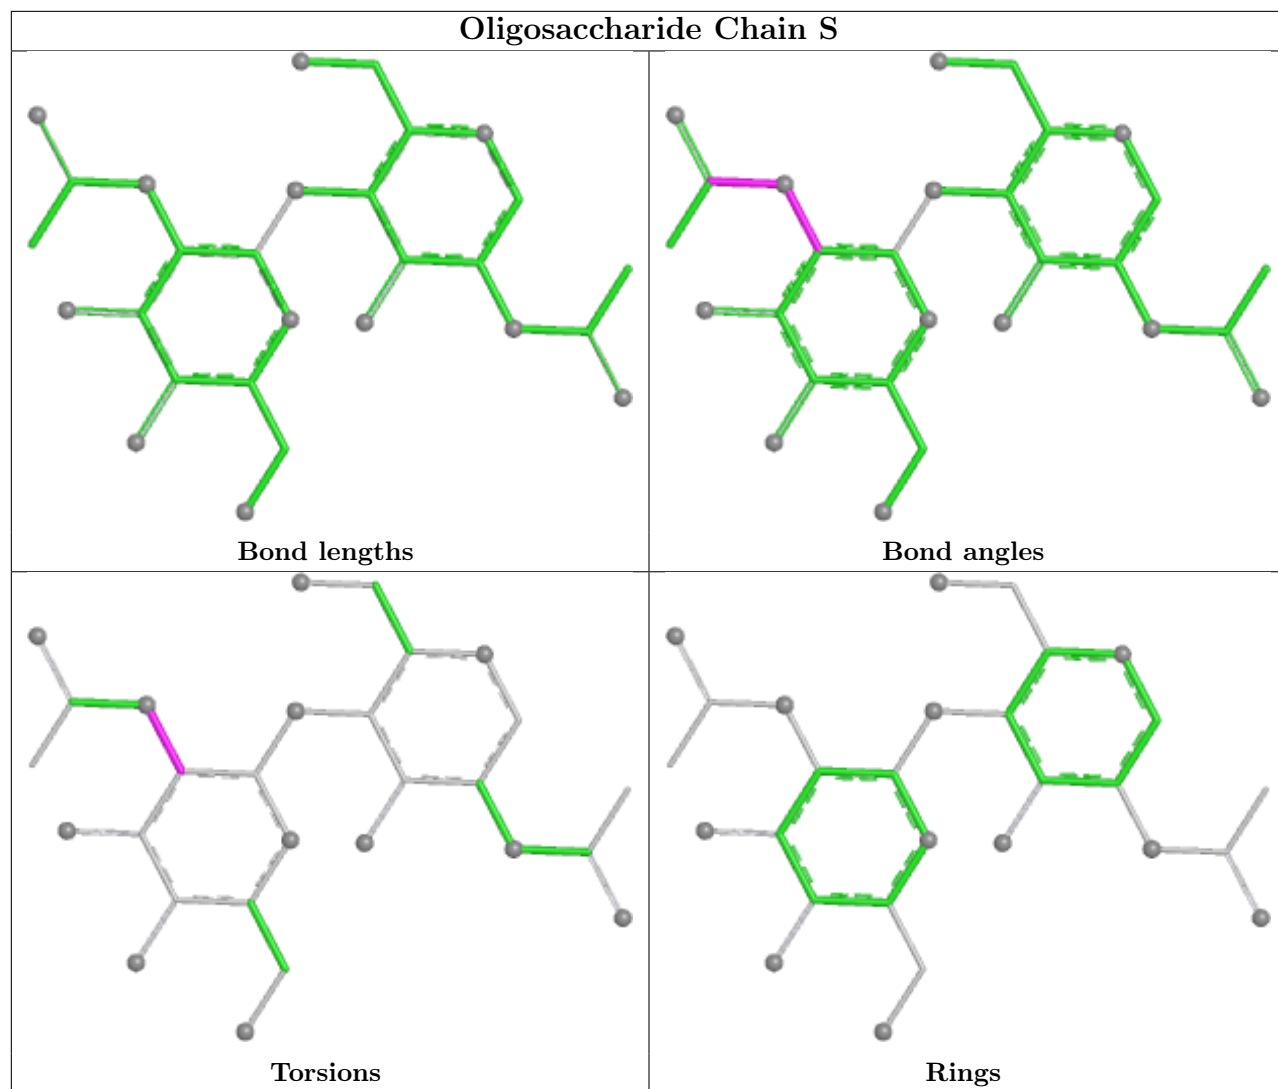 Oligosaccharide Chain S
Bond lengths
Bond angles
Torsions
Rings